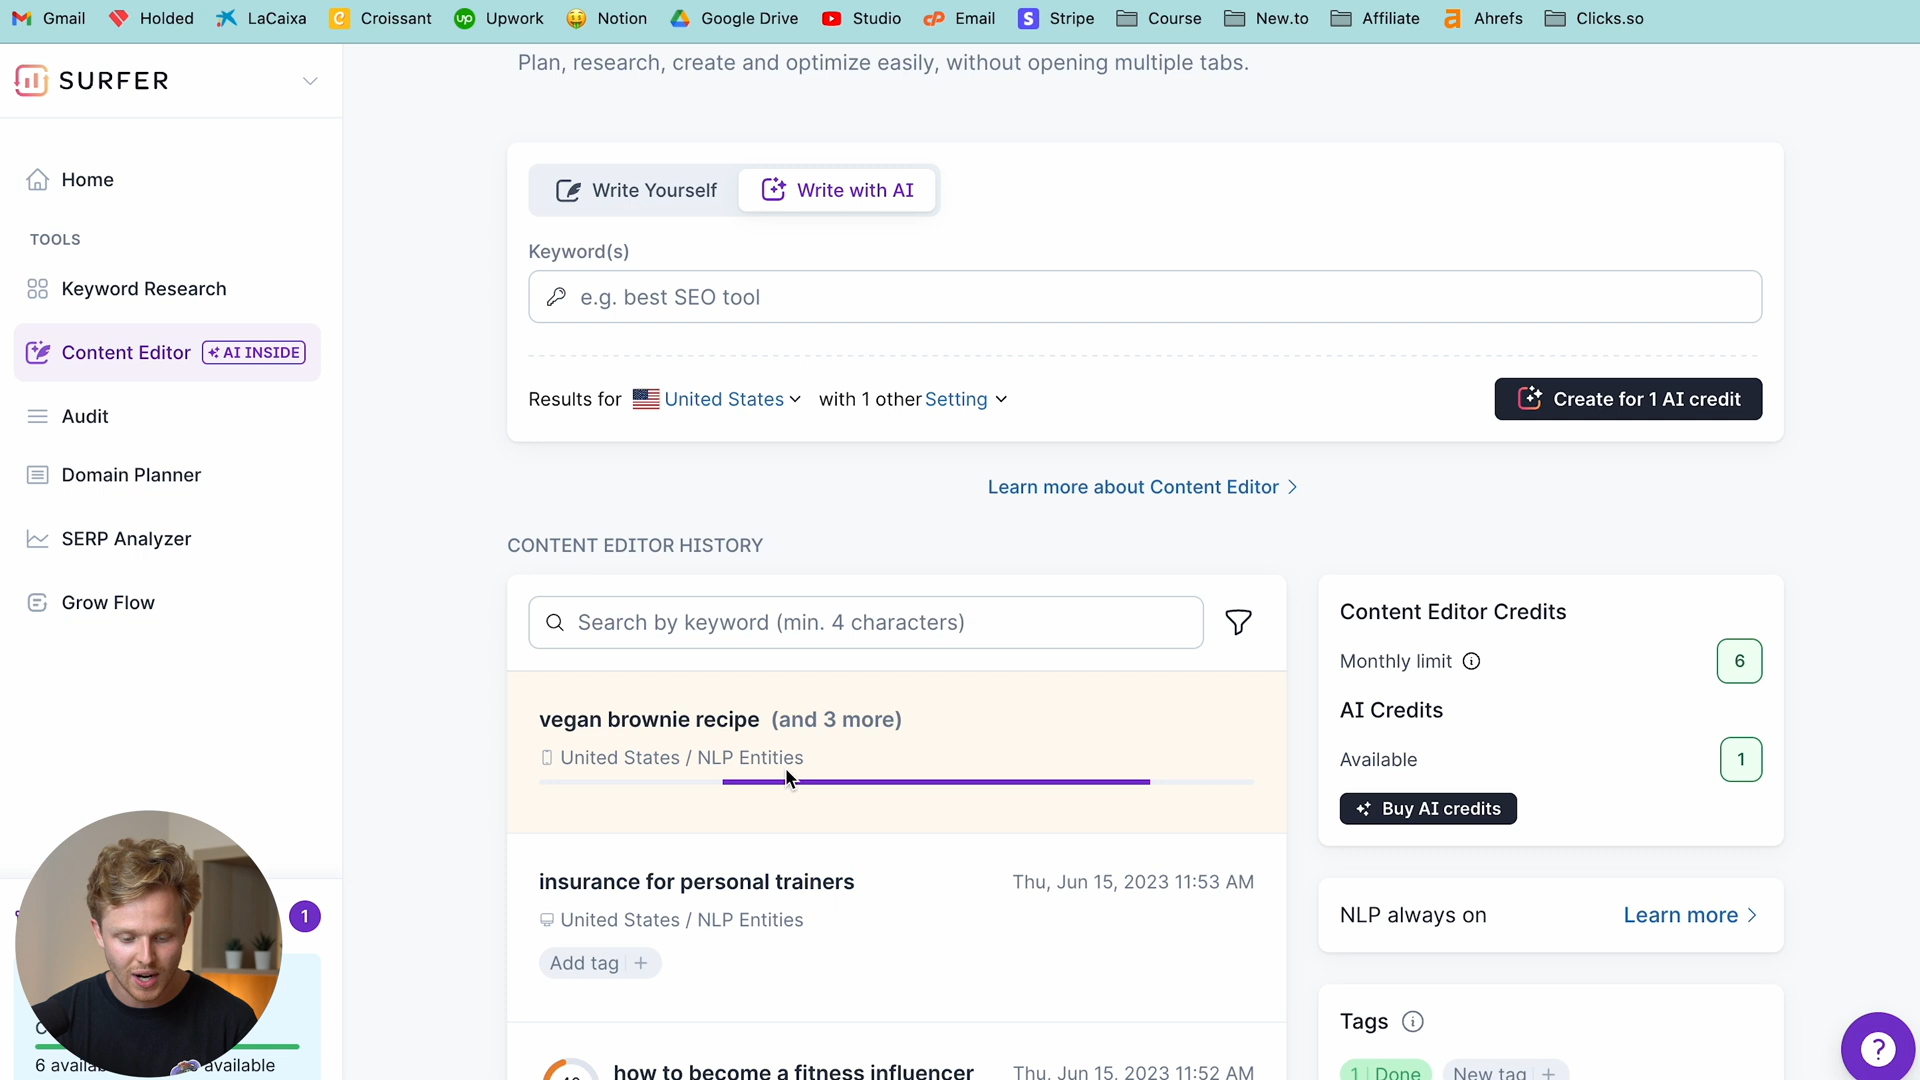 Gmail Holded LaCaixa Croissant Upwork Notion Google Drive Studio Email Stripe Course New.to Affiliate Ahrefs Clicks.so
SURFER
Home
TOOLS
Keyword Research
Content Editor AI INSIDE
Audit
Domain Planner
SERP Analyzer
Grow Flow
1
6 availa
available
Plan, research, create and optimize easily, without opening multiple tabs.
Write Yourself Write with AI
Keyword(s)
e.g. best SEO tool
Results for United States with 1 other Setting
Create for 1 AI credit
Learn more about Content Editor >
CONTENT EDITOR HISTORY
Search by keyword (min. 4 characters)
vegan brownie recipe (and 3 more)
United States / NLP Entities
insurance for personal trainers Thu, Jun 15, 2023 11:53 AM
United States / NLP Entities
Add tag +
how to become a fitness influencer Thu, Jun 15, 2023 11:52 AM
Content Editor Credits
Monthly limit 6
AI Credits
Available 1
Buy AI credits
NLP always on Learn more >
Tags
1 Done New tag +
?